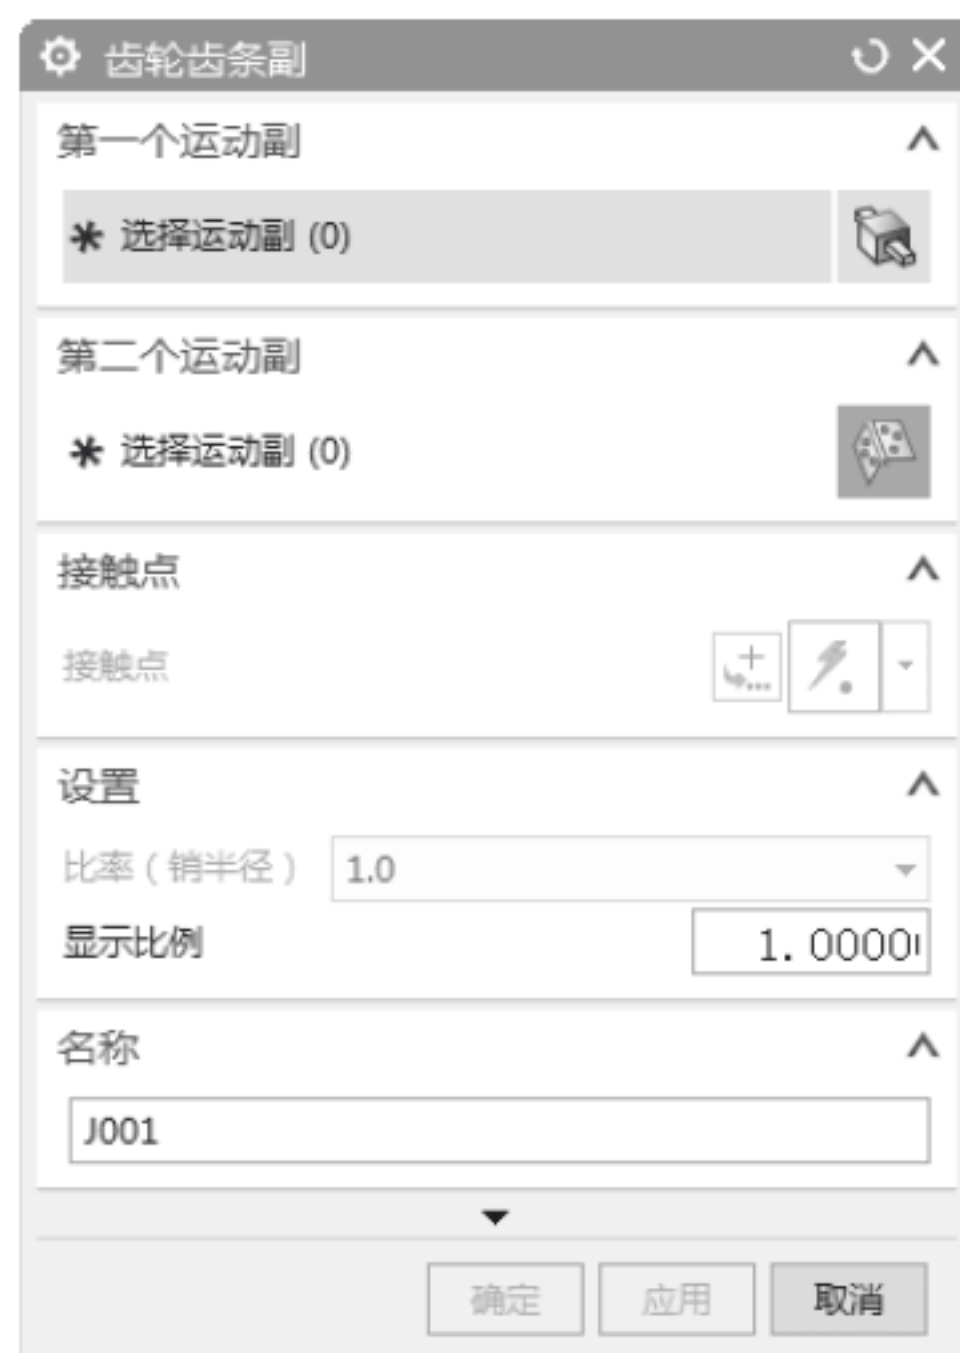 齿轮齿条副
第一个运动副
* 选择运动副 (0)
第二个运动副
* 选择运动副 (0)
接触点
接触点
设置
比率（销半径） 1.0
显示比例 1.0000
名称
J001
确定 应用 取消